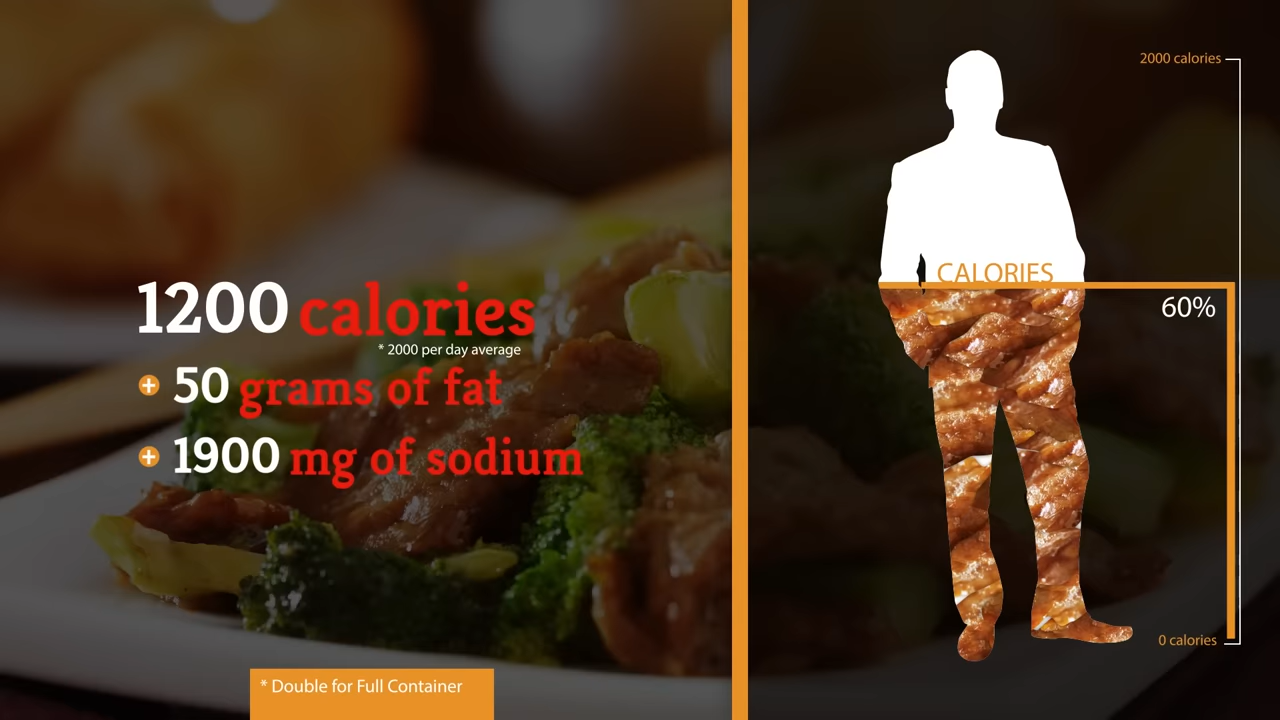 1200 calories
* 2000 per day average
+ 50 grams of fat
+ 1900 mg of sodium
* Double for Full Container
2000 calories
CALORIES
60%
0 calories